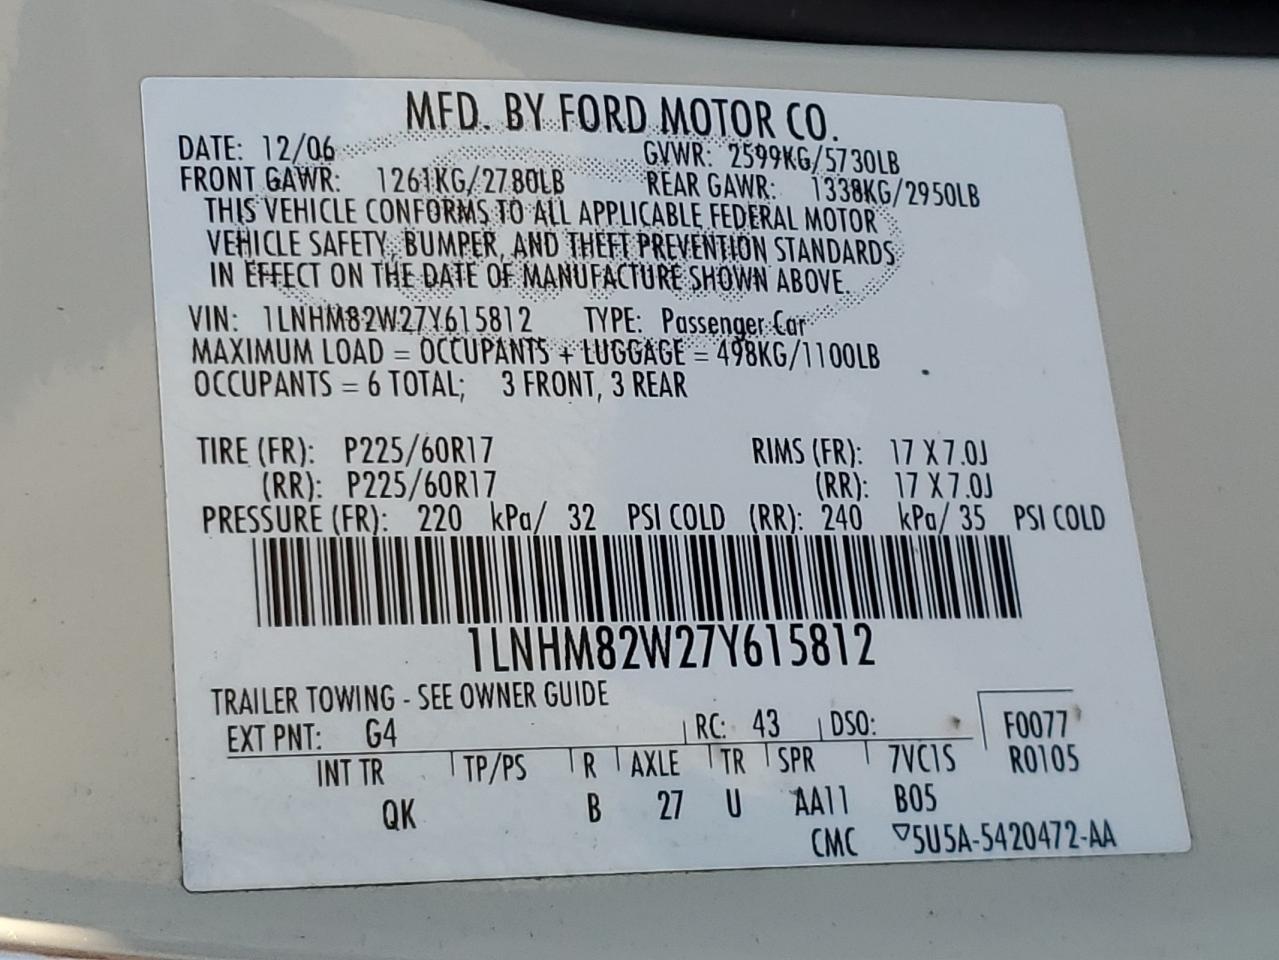 MFD. BY FORD MOTOR CO.
DATE: 12/06 GVWR: 2599KG/5730LB
FRONT GAWR: 1261KG/2780LB REAR GAWR: 1338KG/2950LB
THIS VEHICLE CONFORMS TO ALL APPLICABLE FEDERAL MOTOR
VEHICLE SAFETY, BUMPER, AND THEFT PREVENTION STANDARDS
IN EFFECT ON THE DATE OF MANUFACTURE SHOWN ABOVE.
VIN: 1LNHM82W27Y615812 TYPE: Passenger Car
MAXIMUM LOAD = OCCUPANTS + LUGGAGE = 498KG/1100LB
OCCUPANTS = 6 TOTAL; 3 FRONT, 3 REAR
TIRE (FR): P225/60R17 RIMS (FR): 17 X 7.0J
(RR): P225/60R17 (RR): 17 X 7.0J
PRESSURE (FR): 220 kPa/ 32 PSI COLD (RR): 240 kPa/ 35 PSI COLD
1LNHM82W27Y615812
TRAILER TOWING - SEE OWNER GUIDE
EXT PNT: G4 RC: 43 DSO: F0077
INT TR TP/PS R AXLE TR SPR 7VC1S R0105
QK B 27 U AA11 B05
CMC ▽5U5A-5420472-AA